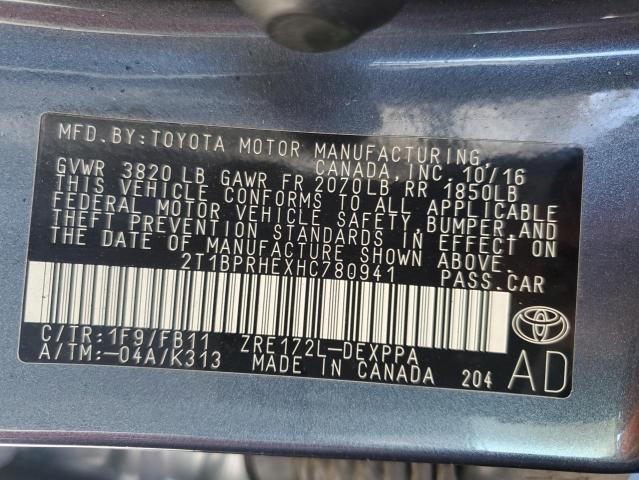 MFD. BY: TOYOTA MOTOR MANUFACTURING,
CANADA, INC. 10/16
GVWR 3820 LB GAWR FR 2070LB RR 1850LB
THIS VEHICLE CONFORMS TO ALL APPLICABLE
FEDERAL MOTOR VEHICLE SAFETY, BUMPER, AND
THEFT PREVENTION STANDARDS IN EFFECT ON
THE DATE OF MANUFACTURE SHOWN ABOVE.
2T1BPRHEXHC780941 PASS. CAR
C/TR: 1F9/FB11 ZRE172L-DEXPPA
A/TM: -04A/K313 MADE IN CANADA 204 AD